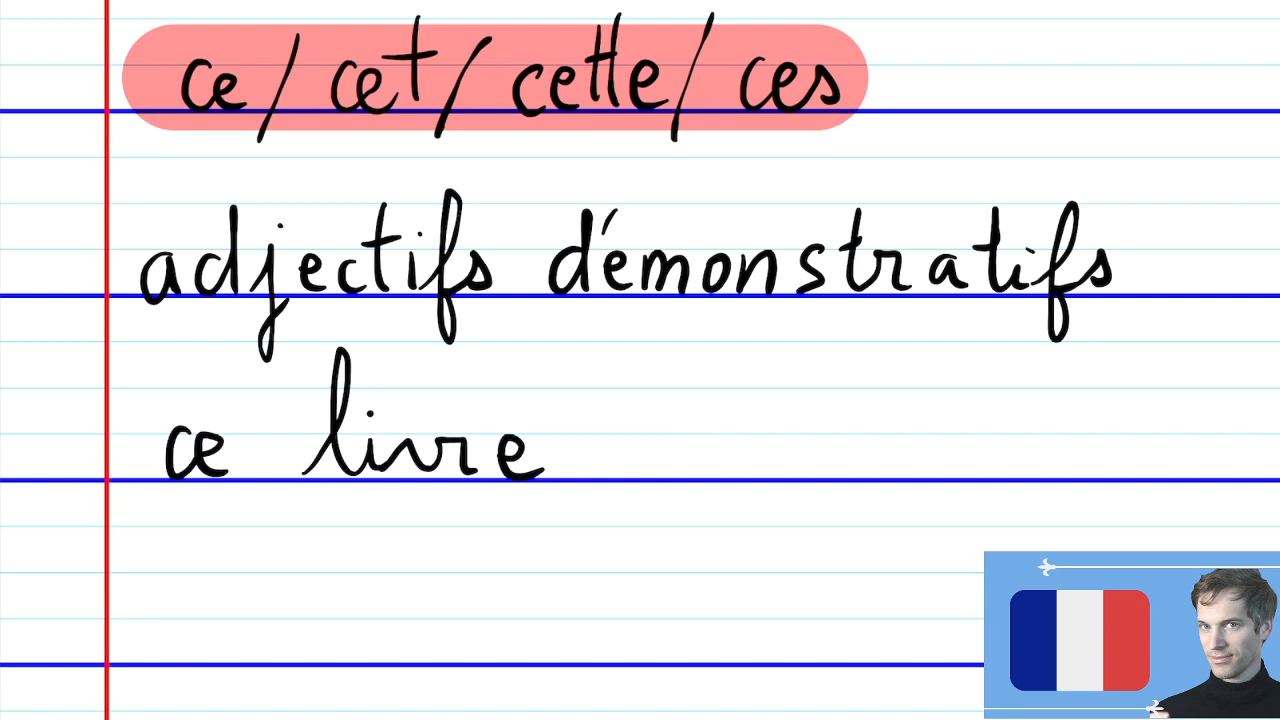 ce / cet / cette / ces
adjectifs démonstratifs
ce livre